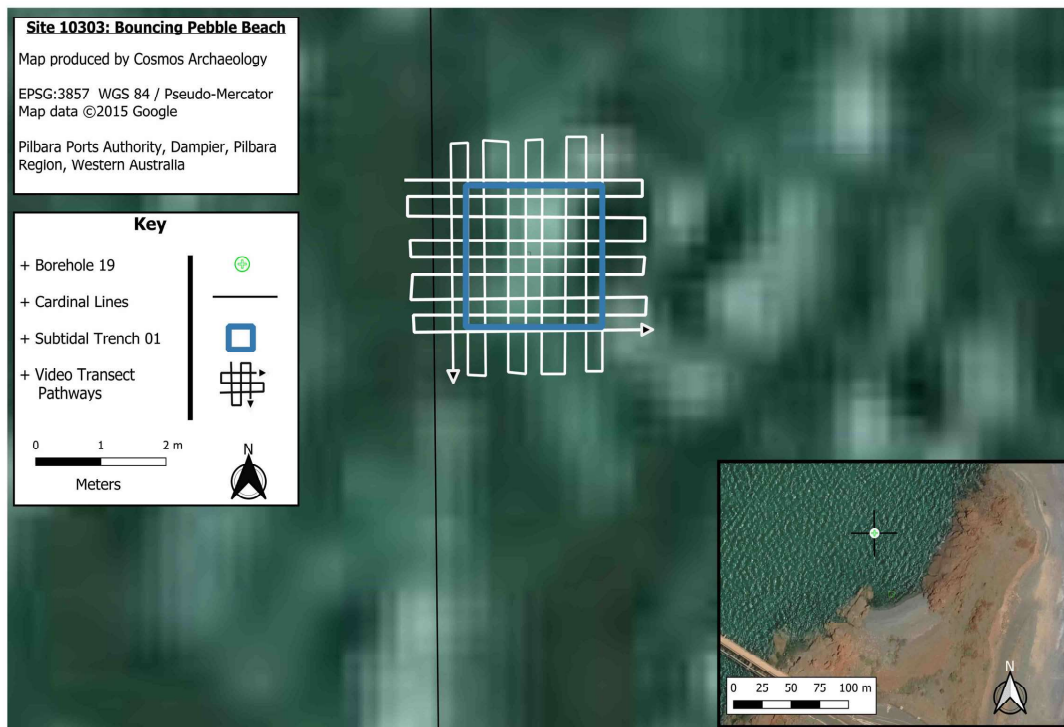 Site 10303: Bouncing Pebble Beach
Map produced by Cosmos Archaeology
EPSG:3857 WGS 84 / Pseudo-Mercator
Map data ©2015 Google
Pilbara Ports Authority, Dampier, Pilbara
Region, Western Australia
Key
+ Borehole 19
+ Cardinal Lines
+ Subtidal Trench 01
+ Video Transect
Pathways
0 1 2 m
Meters
N
N
0 25 50 75 100 m